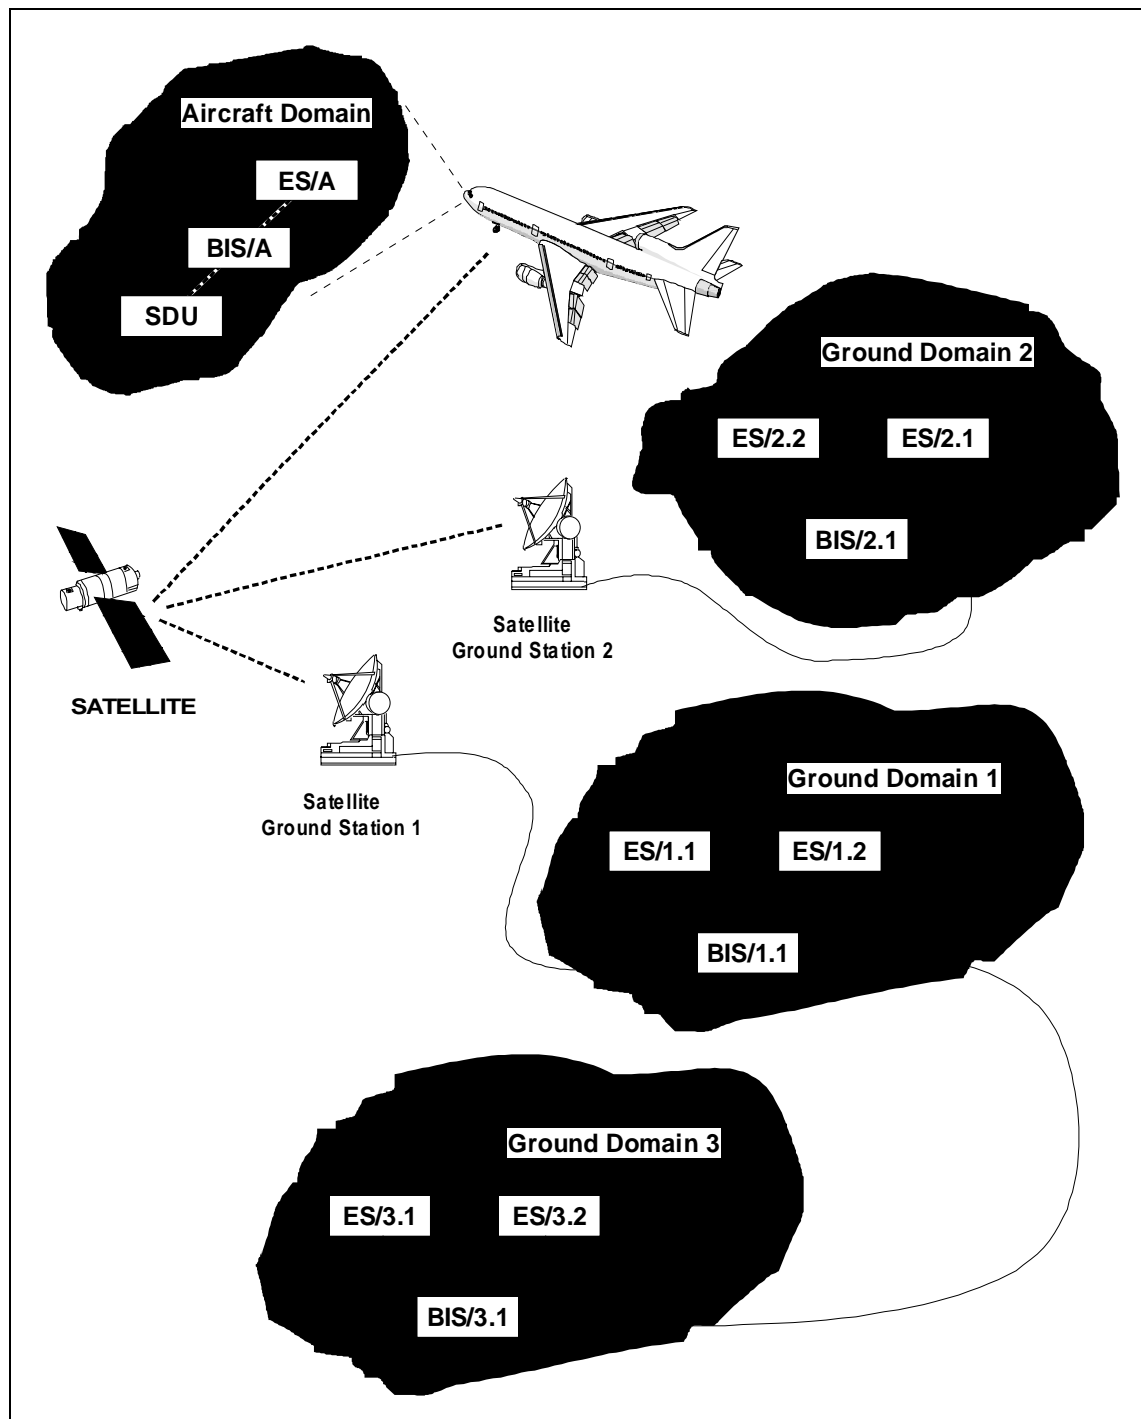 Aircraft Domain
ES/A
BIS/A
SDU
Ground Domain 2
ES/2.2
ES/2.1
BIS/2.1
Satellite
Ground Station 2
SATELLITE
Satellite
Ground Station 1
Ground Domain 1
ES/1.1
ES/1.2
BIS/1.1
Ground Domain 3
ES/3.1
ES/3.2
BIS/3.1